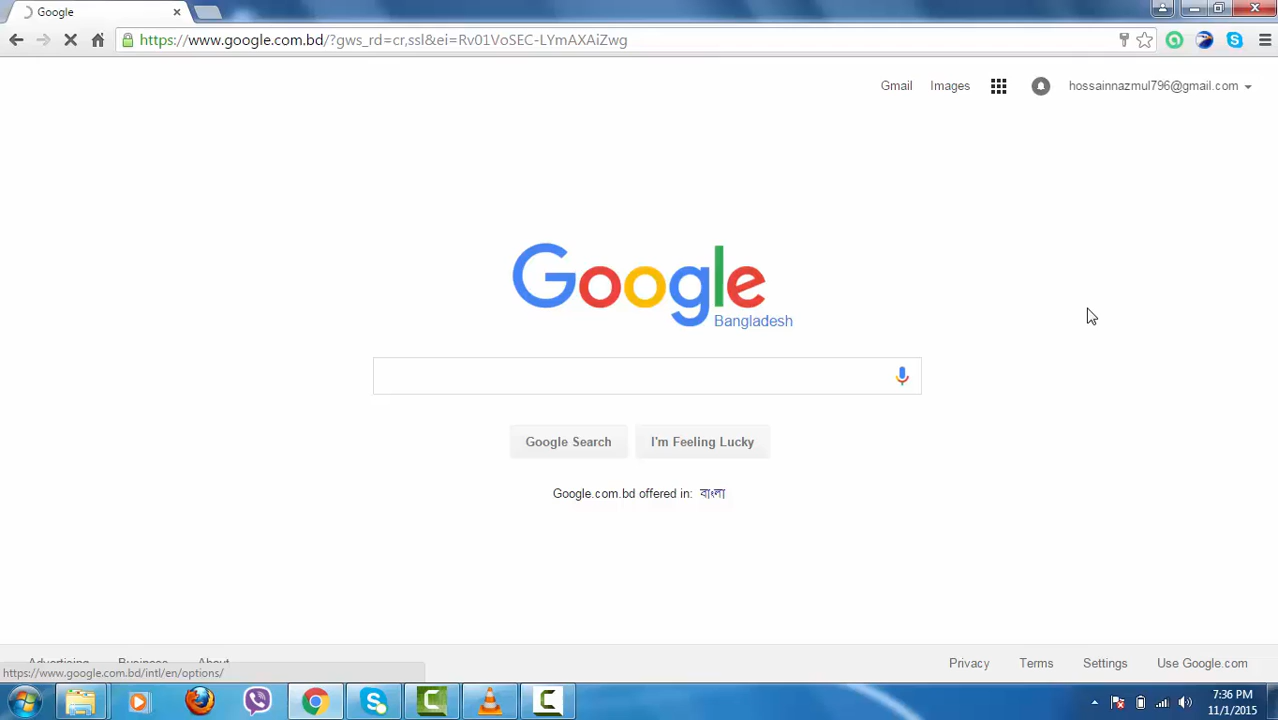 Google
https://www.google.com.bd/?gws_rd=cr,ssl&ei=Rv01VoSEC-LYmAXAiZwg
Gmail Images hossainnazmul796@gmail.com
Google
Bangladesh
Google Search I'm Feeling Lucky
Google.com.bd offered in: বাংলা
Advertising Business About Privacy Terms Settings Use Google.com
https://www.google.com.bd/intl/en/options/
7:36 PM
11/1/2015